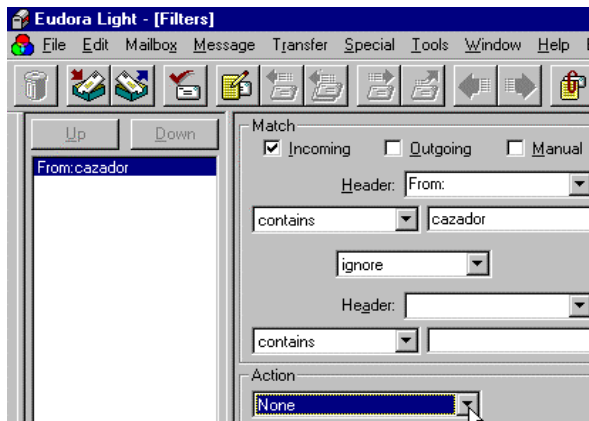 Eudora Light - [Filters]
File Edit Mailbox Message Transfer Special Tools Window Help
Up Down
From:cazador
Match
Incoming Outgoing Manual
Header: From:
contains cazador
ignore
Header:
contains
Action
None